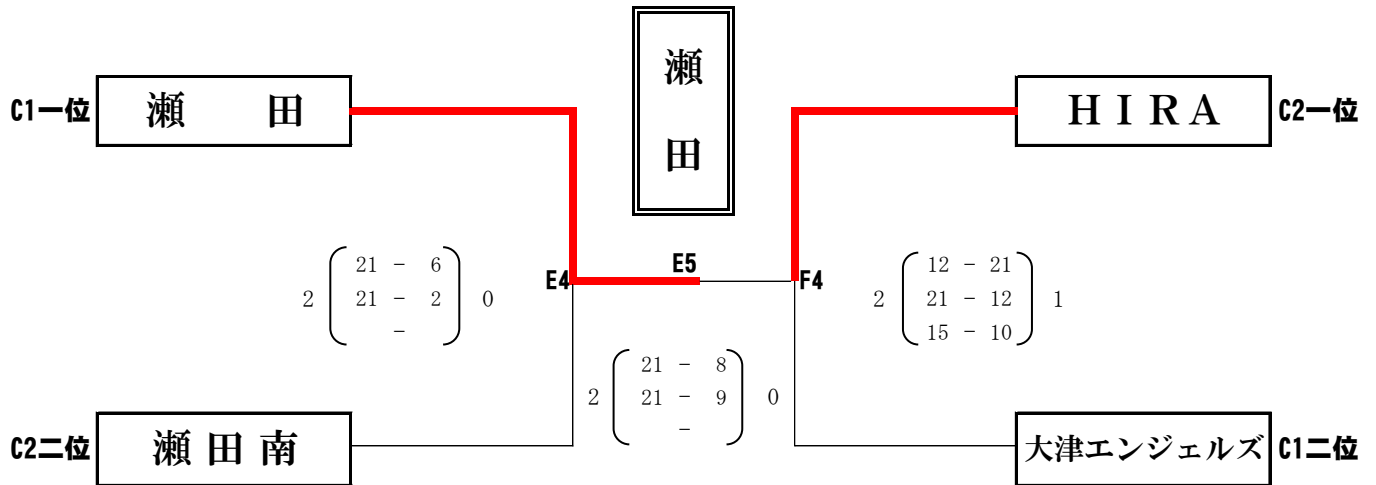 瀬
田
C1一位
瀬 田
HIRA
C2一位
E4
E5
F4
2
21 - 6
21 - 2
-
0
2
12 - 21
21 - 12
15 - 10
1
2
21 - 8
21 - 9
-
0
C2二位
瀬田南
大津エンジェルズ
C1二位